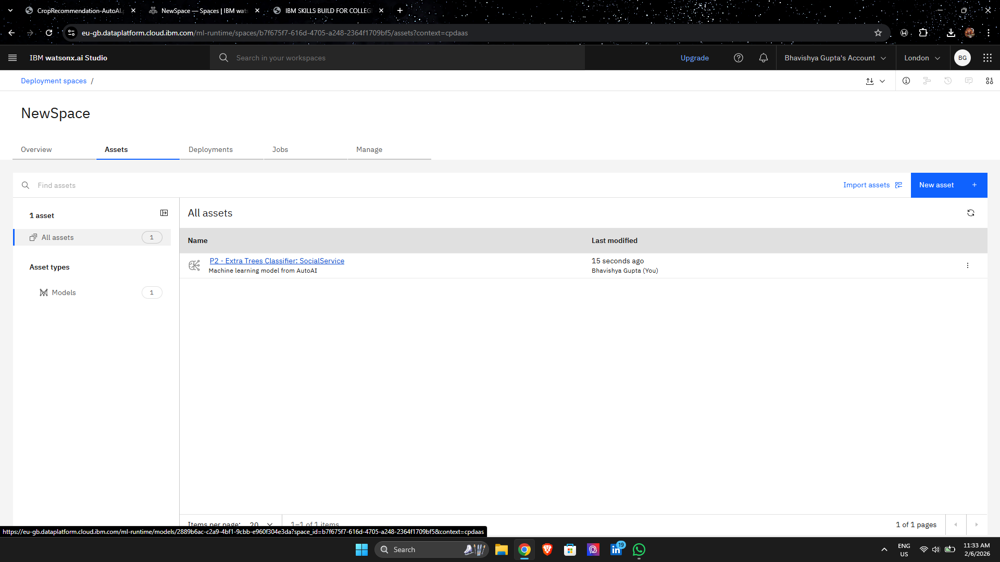 CropRecommendation-AutoAI.
NewSpace — Spaces | IBM wat
IBM SKILLS BUILD FOR COLLEG
eu-gb.dataplatform.cloud.ibm.com/ml-runtime/spaces/b7f675f7-616d-4705-a248-2364f1709bf5/assets?context=cpdaas
IBM watsonx.ai Studio
Search in your workspaces
Upgrade
Bhavishya Gupta's Account
London
BG
Deployment spaces /
NewSpace
Overview
Assets
Deployments
Jobs
Manage
Find assets
Import assets
New asset +
1 asset
All assets
All assets 1
Name
Last modified
P2 - Extra Trees Classifier: SocialService
15 seconds ago
Machine learning model from AutoAI
Bhavishya Gupta (You)
Asset types
Models 1
Items per page: 20
1–1 of 1 items
1 of 1 pages
https://eu-gb.dataplatform.cloud.ibm.com/ml-runtime/models/2889b6ac-c2a9-4bf1-9cbb-e960f304e3da?space_id=b7f675f7-616d-4705-a248-2364f1709bf5&context=cpdaas
Search
19
ENG
US
11:33 AM
2/6/2026